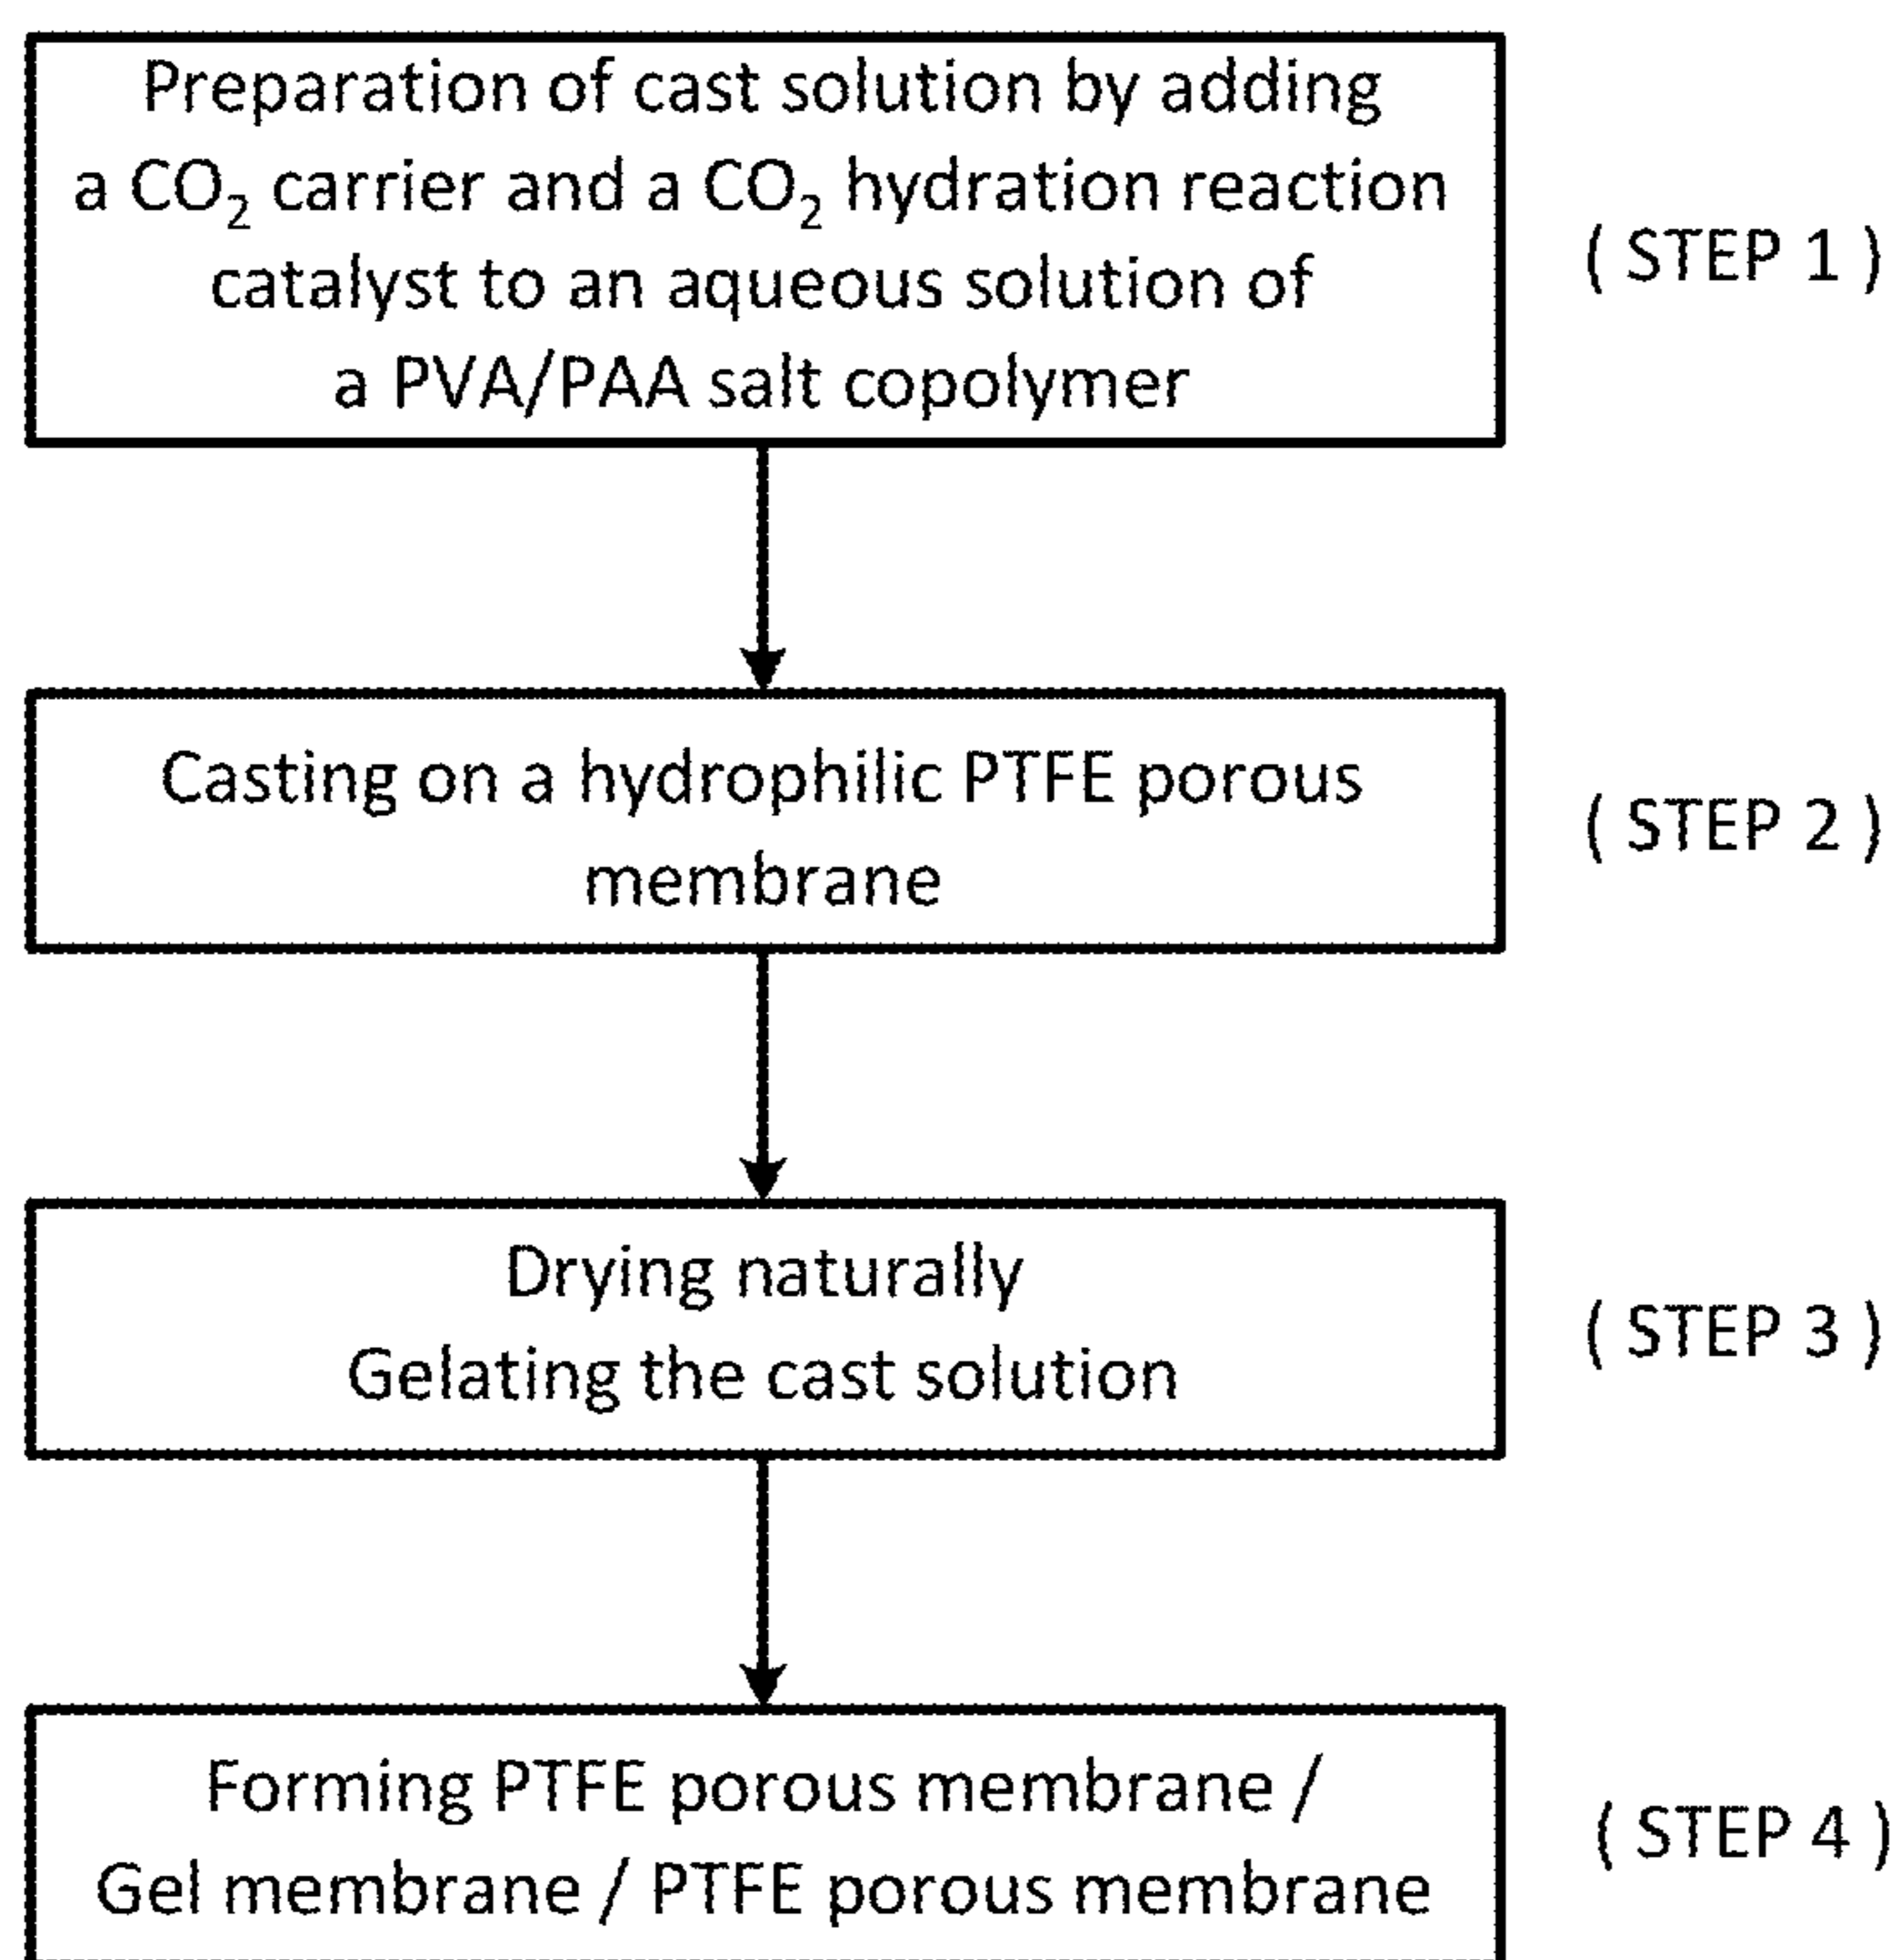 Preparation of cast solution by adding
a CO₂ carrier and a CO₂ hydration reaction
catalyst to an aqueous solution of
a PVA/PAA salt copolymer
( STEP 1 )
Casting on a hydrophilic PTFE porous
membrane
( STEP 2 )
Drying naturally
Gelating the cast solution
( STEP 3 )
Forming PTFE porous membrane /
Gel membrane / PTFE porous membrane
( STEP 4 )